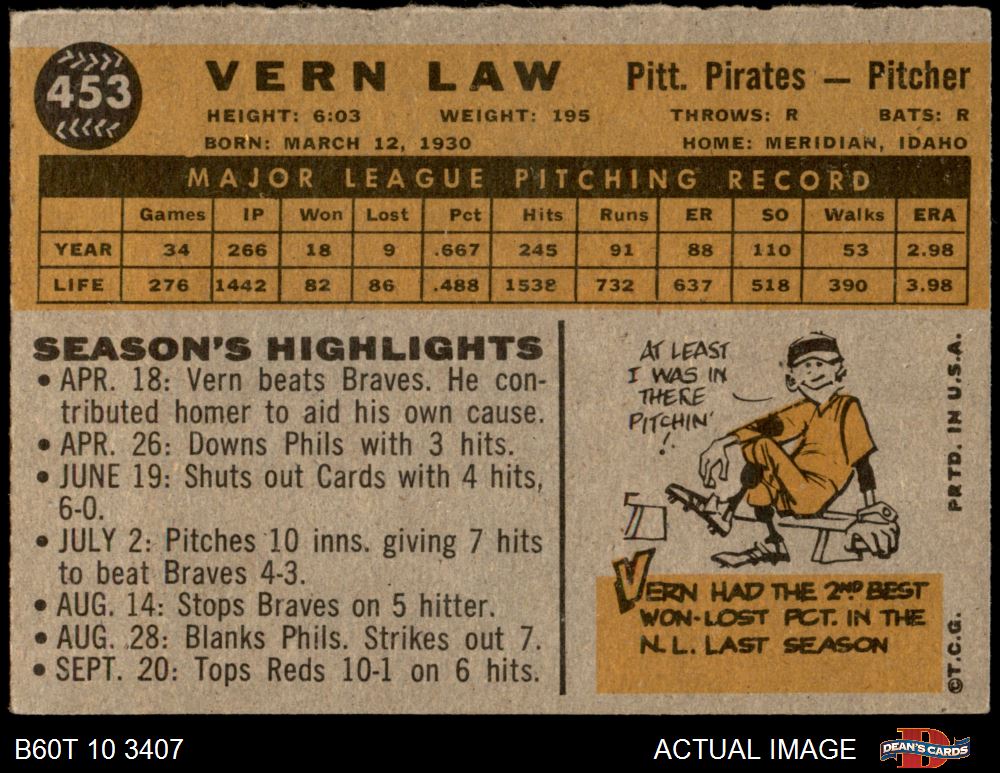 453
VERN LAW
Pitt. Pirates — Pitcher
HEIGHT: 6:03 WEIGHT: 195 THROWS: R BATS: R
BORN: MARCH 12, 1930 HOME: MERIDIAN, IDAHO
MAJOR LEAGUE PITCHING RECORD
Games IP Won Lost Pct Hits Runs ER SO Walks ERA
YEAR 34 266 18 9 .667 245 91 88 110 53 2.98
LIFE 276 1442 82 86 .488 1538 732 637 518 390 3.98
SEASON'S HIGHLIGHTS
• APR. 18: Vern beats Braves. He con-
tributed homer to aid his own cause.
• APR. 26: Downs Phils with 3 hits.
• JUNE 19: Shuts out Cards with 4 hits,
6-0.
• JULY 2: Pitches 10 inns. giving 7 hits
to beat Braves 4-3.
• AUG. 14: Stops Braves on 5 hitter.
• AUG. 28: Blanks Phils. Strikes out 7.
• SEPT. 20: Tops Reds 10-1 on 6 hits.
AT LEAST
I WAS IN
THERE
PITCHIN'
!
VERN HAD THE 2ND BEST
WON-LOST PCT. IN THE
N.L. LAST SEASON
©T.C.G. PRTD. IN U.S.A.
B60T 10 3407
ACTUAL IMAGE
DEAN'S CARDS